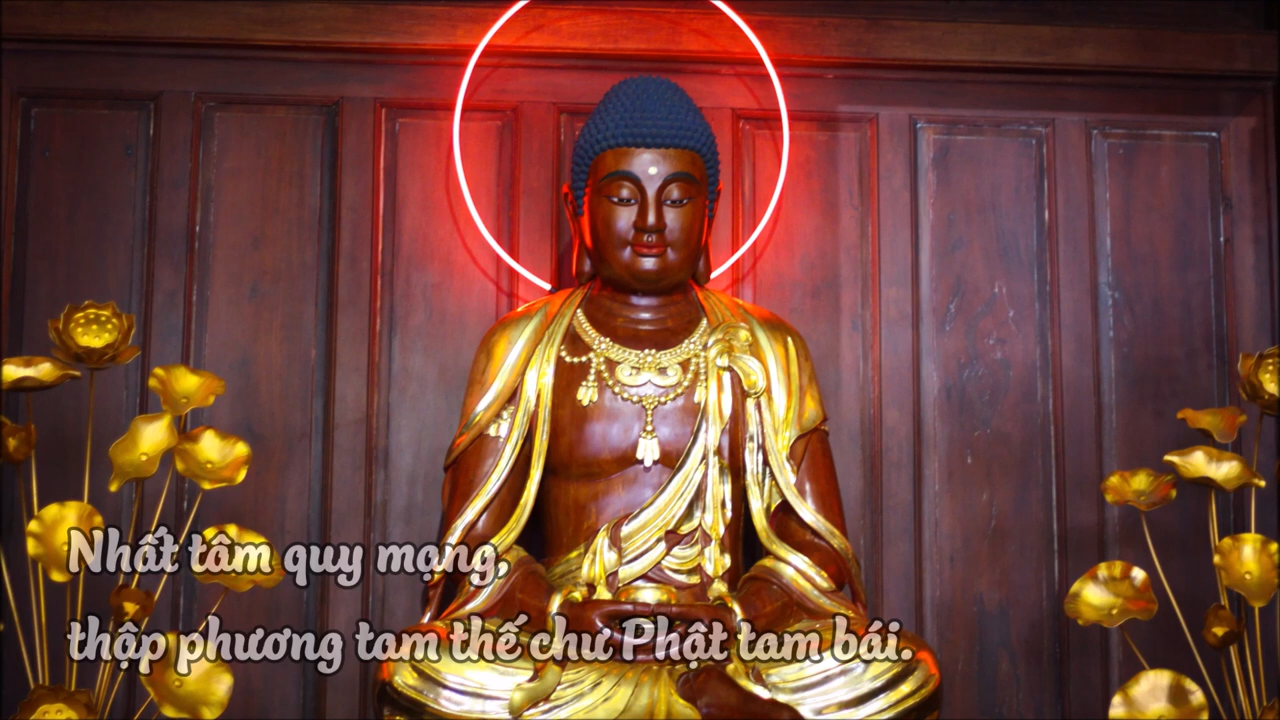 Nhất tâm quy mạng,
thập phương tam thế chư Phật tam bái.